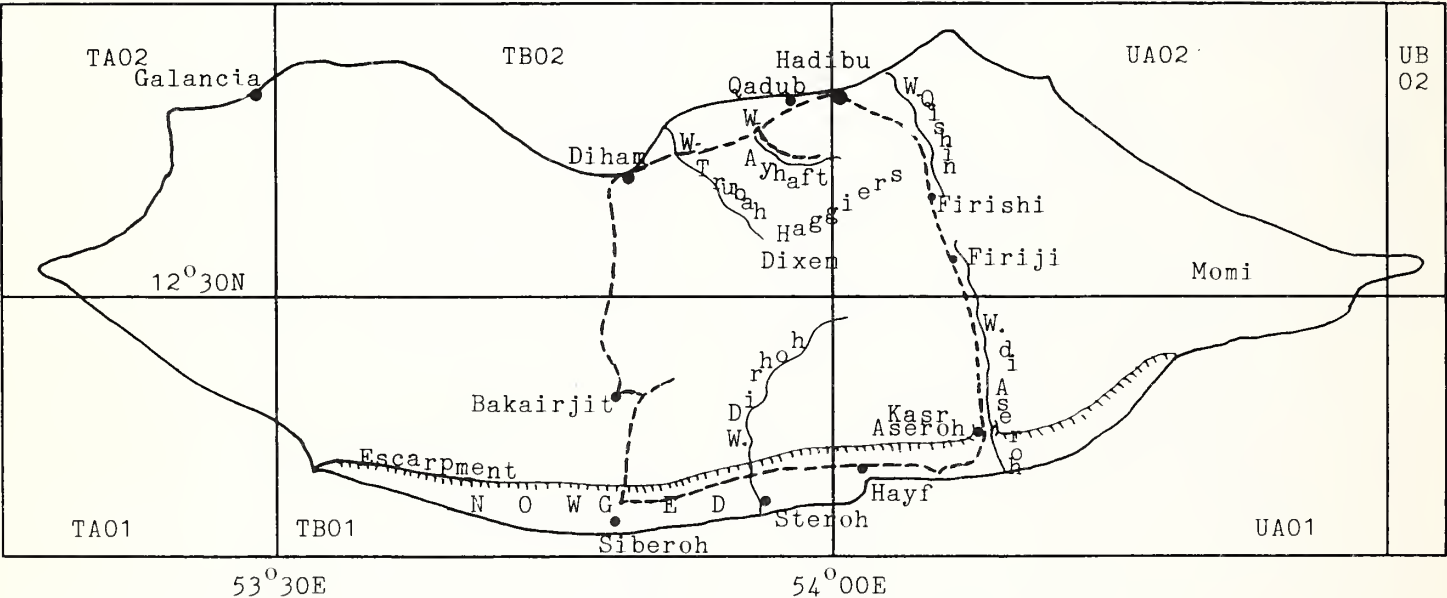 TA02
TB02
Hadibu
UA02
UB
02
Galancia
Qadub
W. Qishin
Diham
W. Trubah
W. Ayhaft
Haggiers
Firishi
Dixem
Firiji
Momi
12°30N
W. di Aseroh
W. Dirhoh
Bakairjit
Kasr
Aseroh
Escarpment
NOWGED
Hayf
Steroh
Siberoh
TA01
TB01
UA01
53°30E
54°00E